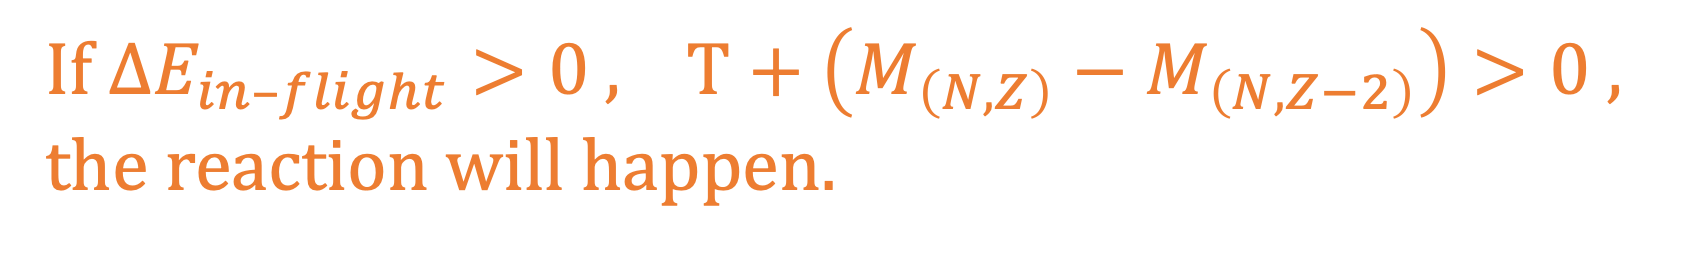 If ΔE_{in−flight} > 0 , T + (M_{(N,Z)} − M_{(N,Z−2)}) > 0 ,
the reaction will happen.